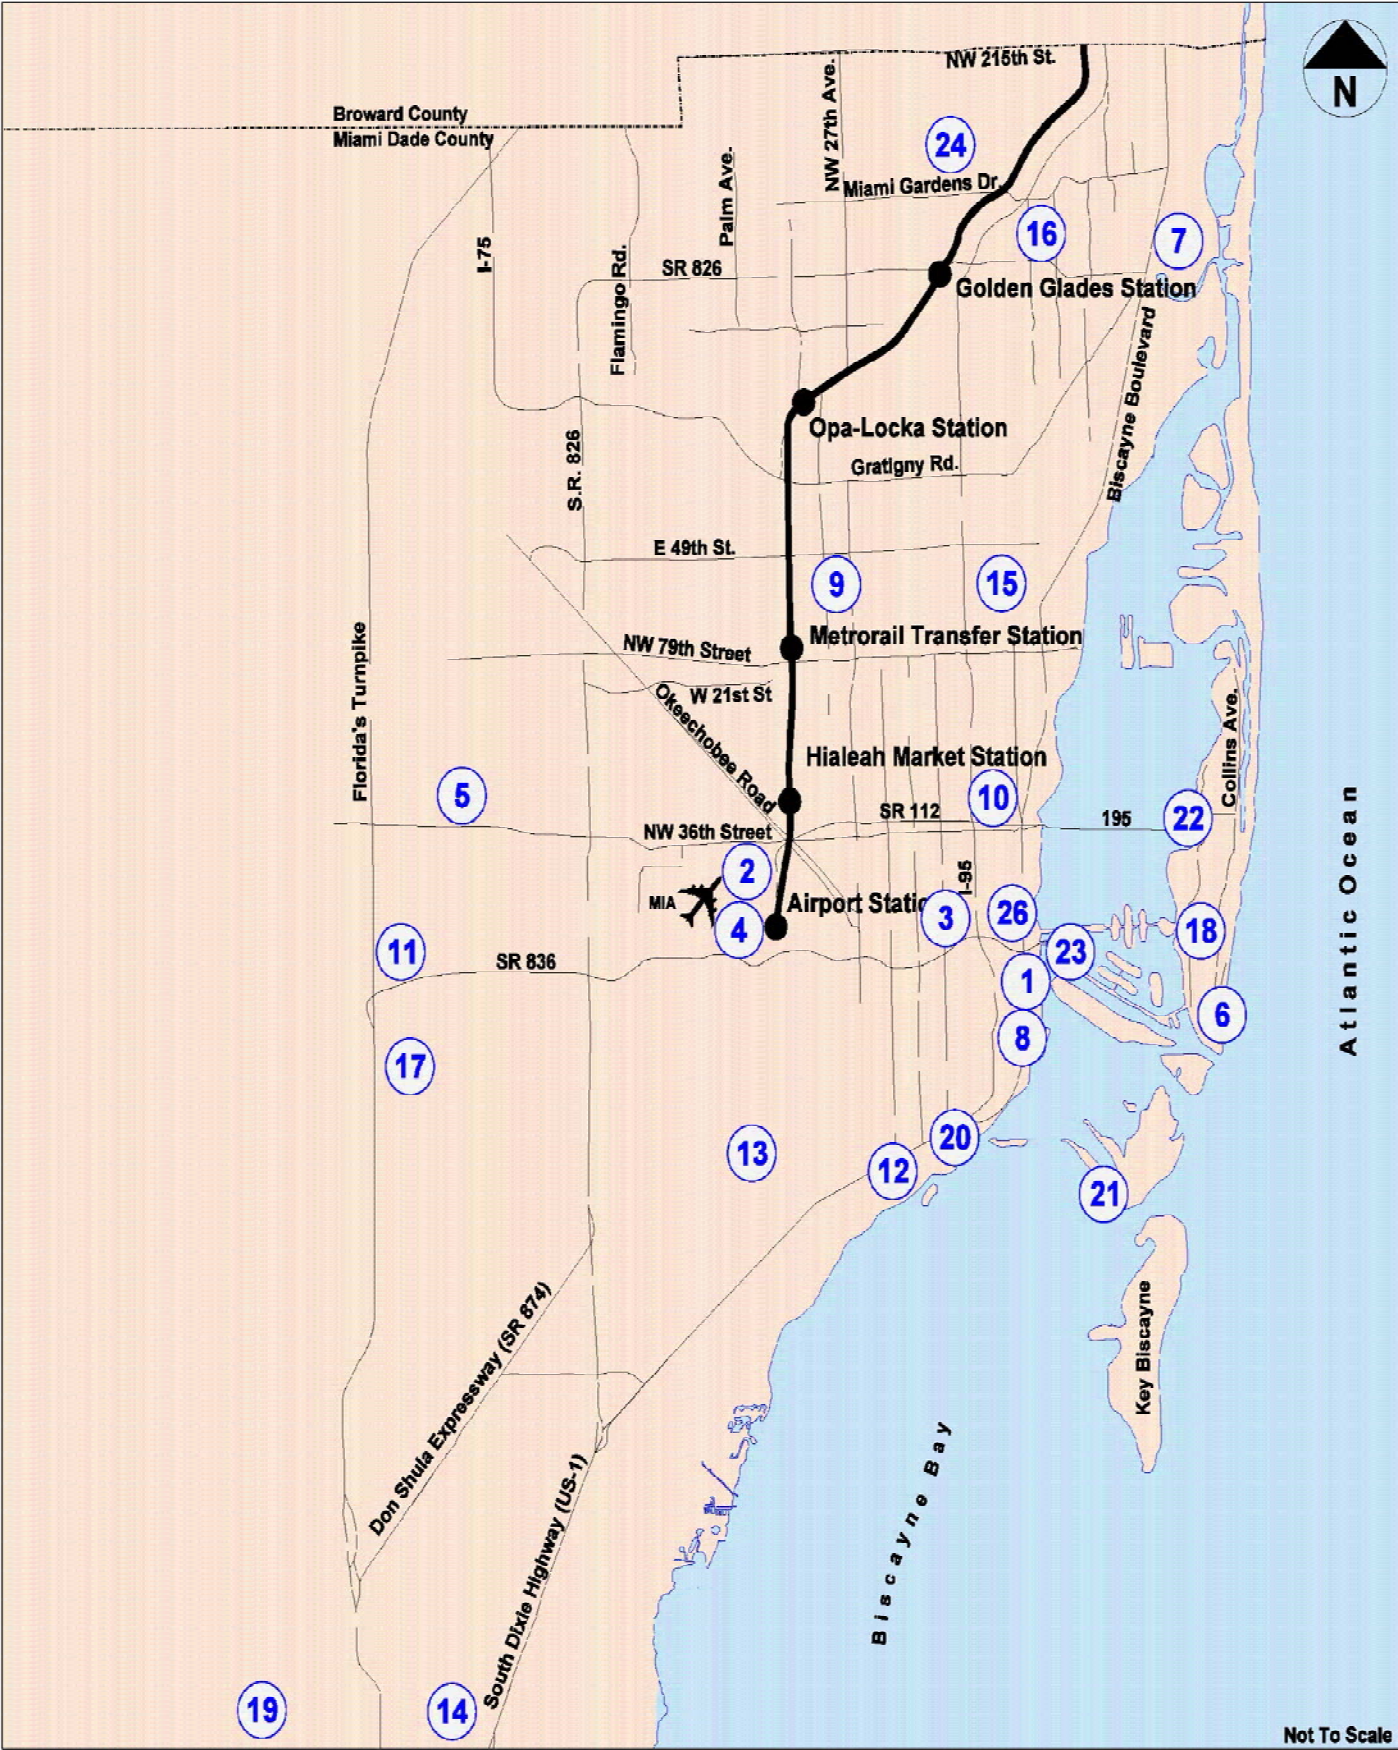 N
NW 215th St.
NW 27th Ave.
Broward County
Miami Dade County
24
Palm Ave.
Miami Gardens Dr.
16
7
I-75
Flamingo Rd.
SR 826
Golden Glades Station
Biscayne Boulevard
Opa-Locka Station
S.R. 826
Gratigny Rd.
E 49th St.
9
15
Metrorail Transfer Station
NW 79th Street
W 21st St
Okeechobee Road
Florida's Turnpike
Collins Ave.
Hialeah Market Station
5
10
SR 112
195
22
NW 36th Street
2
I-95
MIA
Airport Statio
4
3
26
18
23
11
SR 836
1
6
8
Atlantic Ocean
17
20
13
12
21
Key Biscayne
Don Shula Expressway (SR 874)
South Dixie Highway (US-1)
Biscayne Bay
19
14
Not To Scale